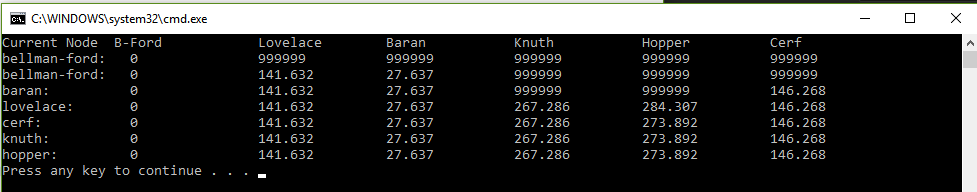 C:\WINDOWS\system32\cmd.exe
Current Node B-Ford Lovelace Baran Knuth Hopper Cerf
bellman-ford: 0 999999 999999 999999 999999 999999
bellman-ford: 0 141.632 27.637 999999 999999 999999
baran: 0 141.632 27.637 999999 999999 146.268
lovelace: 0 141.632 27.637 267.286 284.307 146.268
cerf: 0 141.632 27.637 267.286 273.892 146.268
knuth: 0 141.632 27.637 267.286 273.892 146.268
hopper: 0 141.632 27.637 267.286 273.892 146.268
Press any key to continue . . .